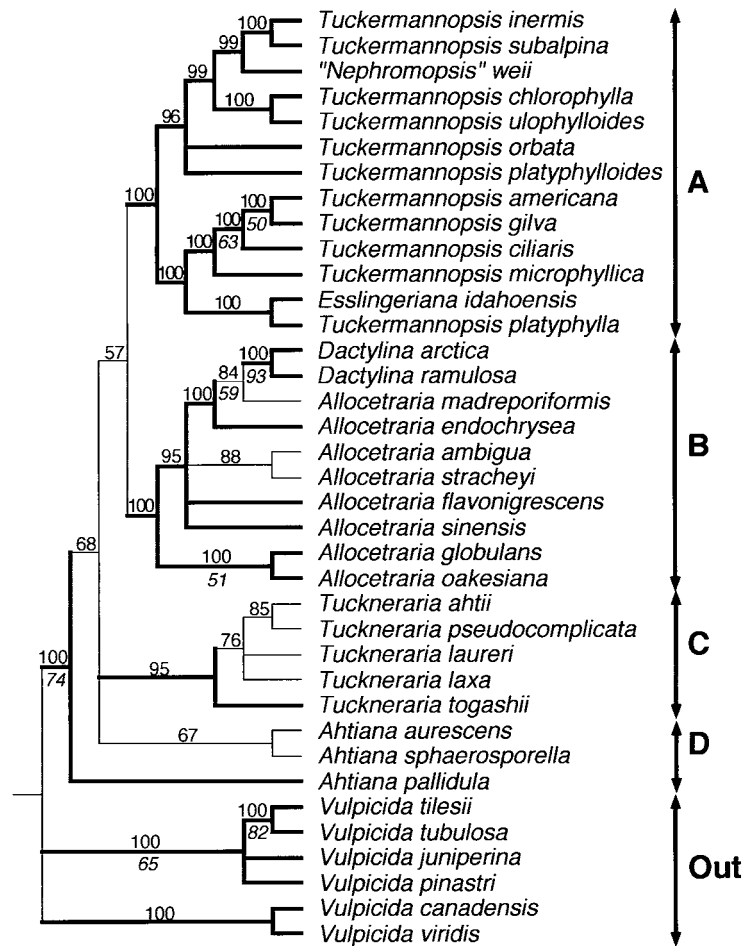 100 Tuckermannopsis inermis
99 Tuckermannopsis subalpina
99 "Nephromopsis" weii
100 Tuckermannopsis chlorophylla
96 Tuckermannopsis ulophylloides
Tuckermannopsis orbata
Tuckermannopsis platyphylloides
A
100 100 Tuckermannopsis americana
100 50 Tuckermannopsis gilva
100 63 Tuckermannopsis ciliaris
100 Tuckermannopsis microphyllica
100 Esslingeriana idahoensis
Tuckermannopsis platyphylla
57 100 Dactylina arctica
84 93 Dactylina ramulosa
100 59 Allocetraria madreporiformis
Allocetraria endochrysea
B
95 88 Allocetraria ambigua
Allocetraria stracheyi
100 Allocetraria flavonigrescens
Allocetraria sinensis
68 100 Allocetraria globulans
51 Allocetraria oakesiana
85 Tuckneraria ahtii
76 Tuckneraria pseudocomplicata
C
100 95 Tuckneraria laureri
74 Tuckneraria laxa
Tuckneraria togashii
67 Ahtiana aurescens
D
Ahtiana sphaerosporella
Ahtiana pallidula
100 Vulpicida tilesii
100 82 Vulpicida tubulosa
65 Vulpicida juniperina
Out
Vulpicida pinastri
100 Vulpicida canadensis
Vulpicida viridis